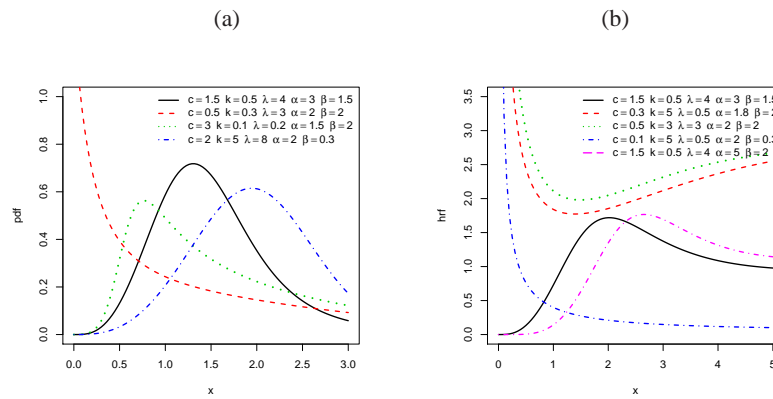 (a)
pdf
1.0
0.8
0.6
0.4
0.2
0.0
c = 1.5 k = 0.5 λ = 4 α = 3 β = 1.5
c = 0.5 k = 0.3 λ = 3 α = 2 β = 2
c = 3 k = 0.1 λ = 0.2 α = 1.5 β = 2
c = 2 k = 5 λ = 8 α = 2 β = 0.3
0.0 0.5 1.0 1.5 2.0 2.5 3.0
x
(b)
hrf
3.5
3.0
2.5
2.0
1.5
1.0
0.5
0.0
c = 1.5 k = 0.5 λ = 4 α = 3 β = 1.5
c = 0.3 k = 5 λ = 0.5 α = 1.8 β = 2
c = 0.5 k = 3 λ = 3 α = 2 β = 2
c = 0.1 k = 5 λ = 0.5 α = 2 β = 0.3
c = 1.5 k = 0.5 λ = 4 α = 5 β = 2
0 1 2 3 4 5
x